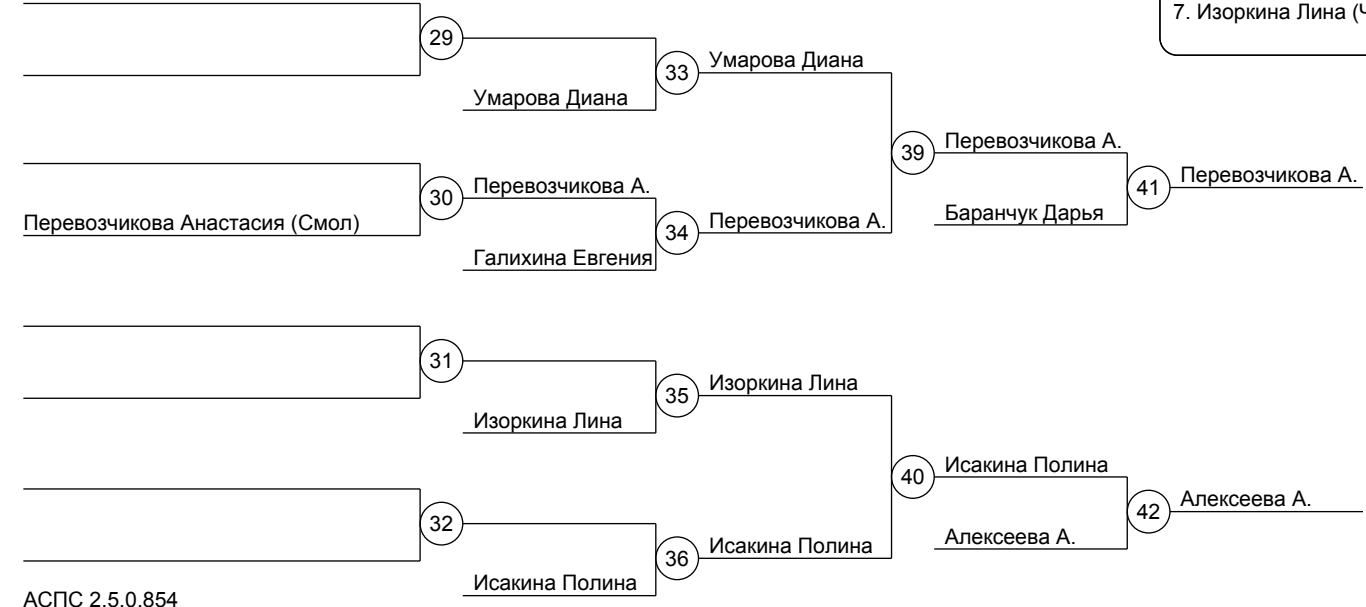 7. Изоркина Лина (
29
Умарова Диана
33
Умарова Диана
39
Перевозчикова А.
41
Перевозчикова А.
Баранчук Дарья
Перевозчикова Анастасия (Смол)
30
Перевозчикова А.
34
Перевозчикова А.
Галихина Евгения
31
Изоркина Лина
35
Изоркина Лина
40
Исакина Полина
42
Алексеева А.
Алексеева А.
32
Исакина Полина
36
Исакина Полина
АСПС 2.5.0.854